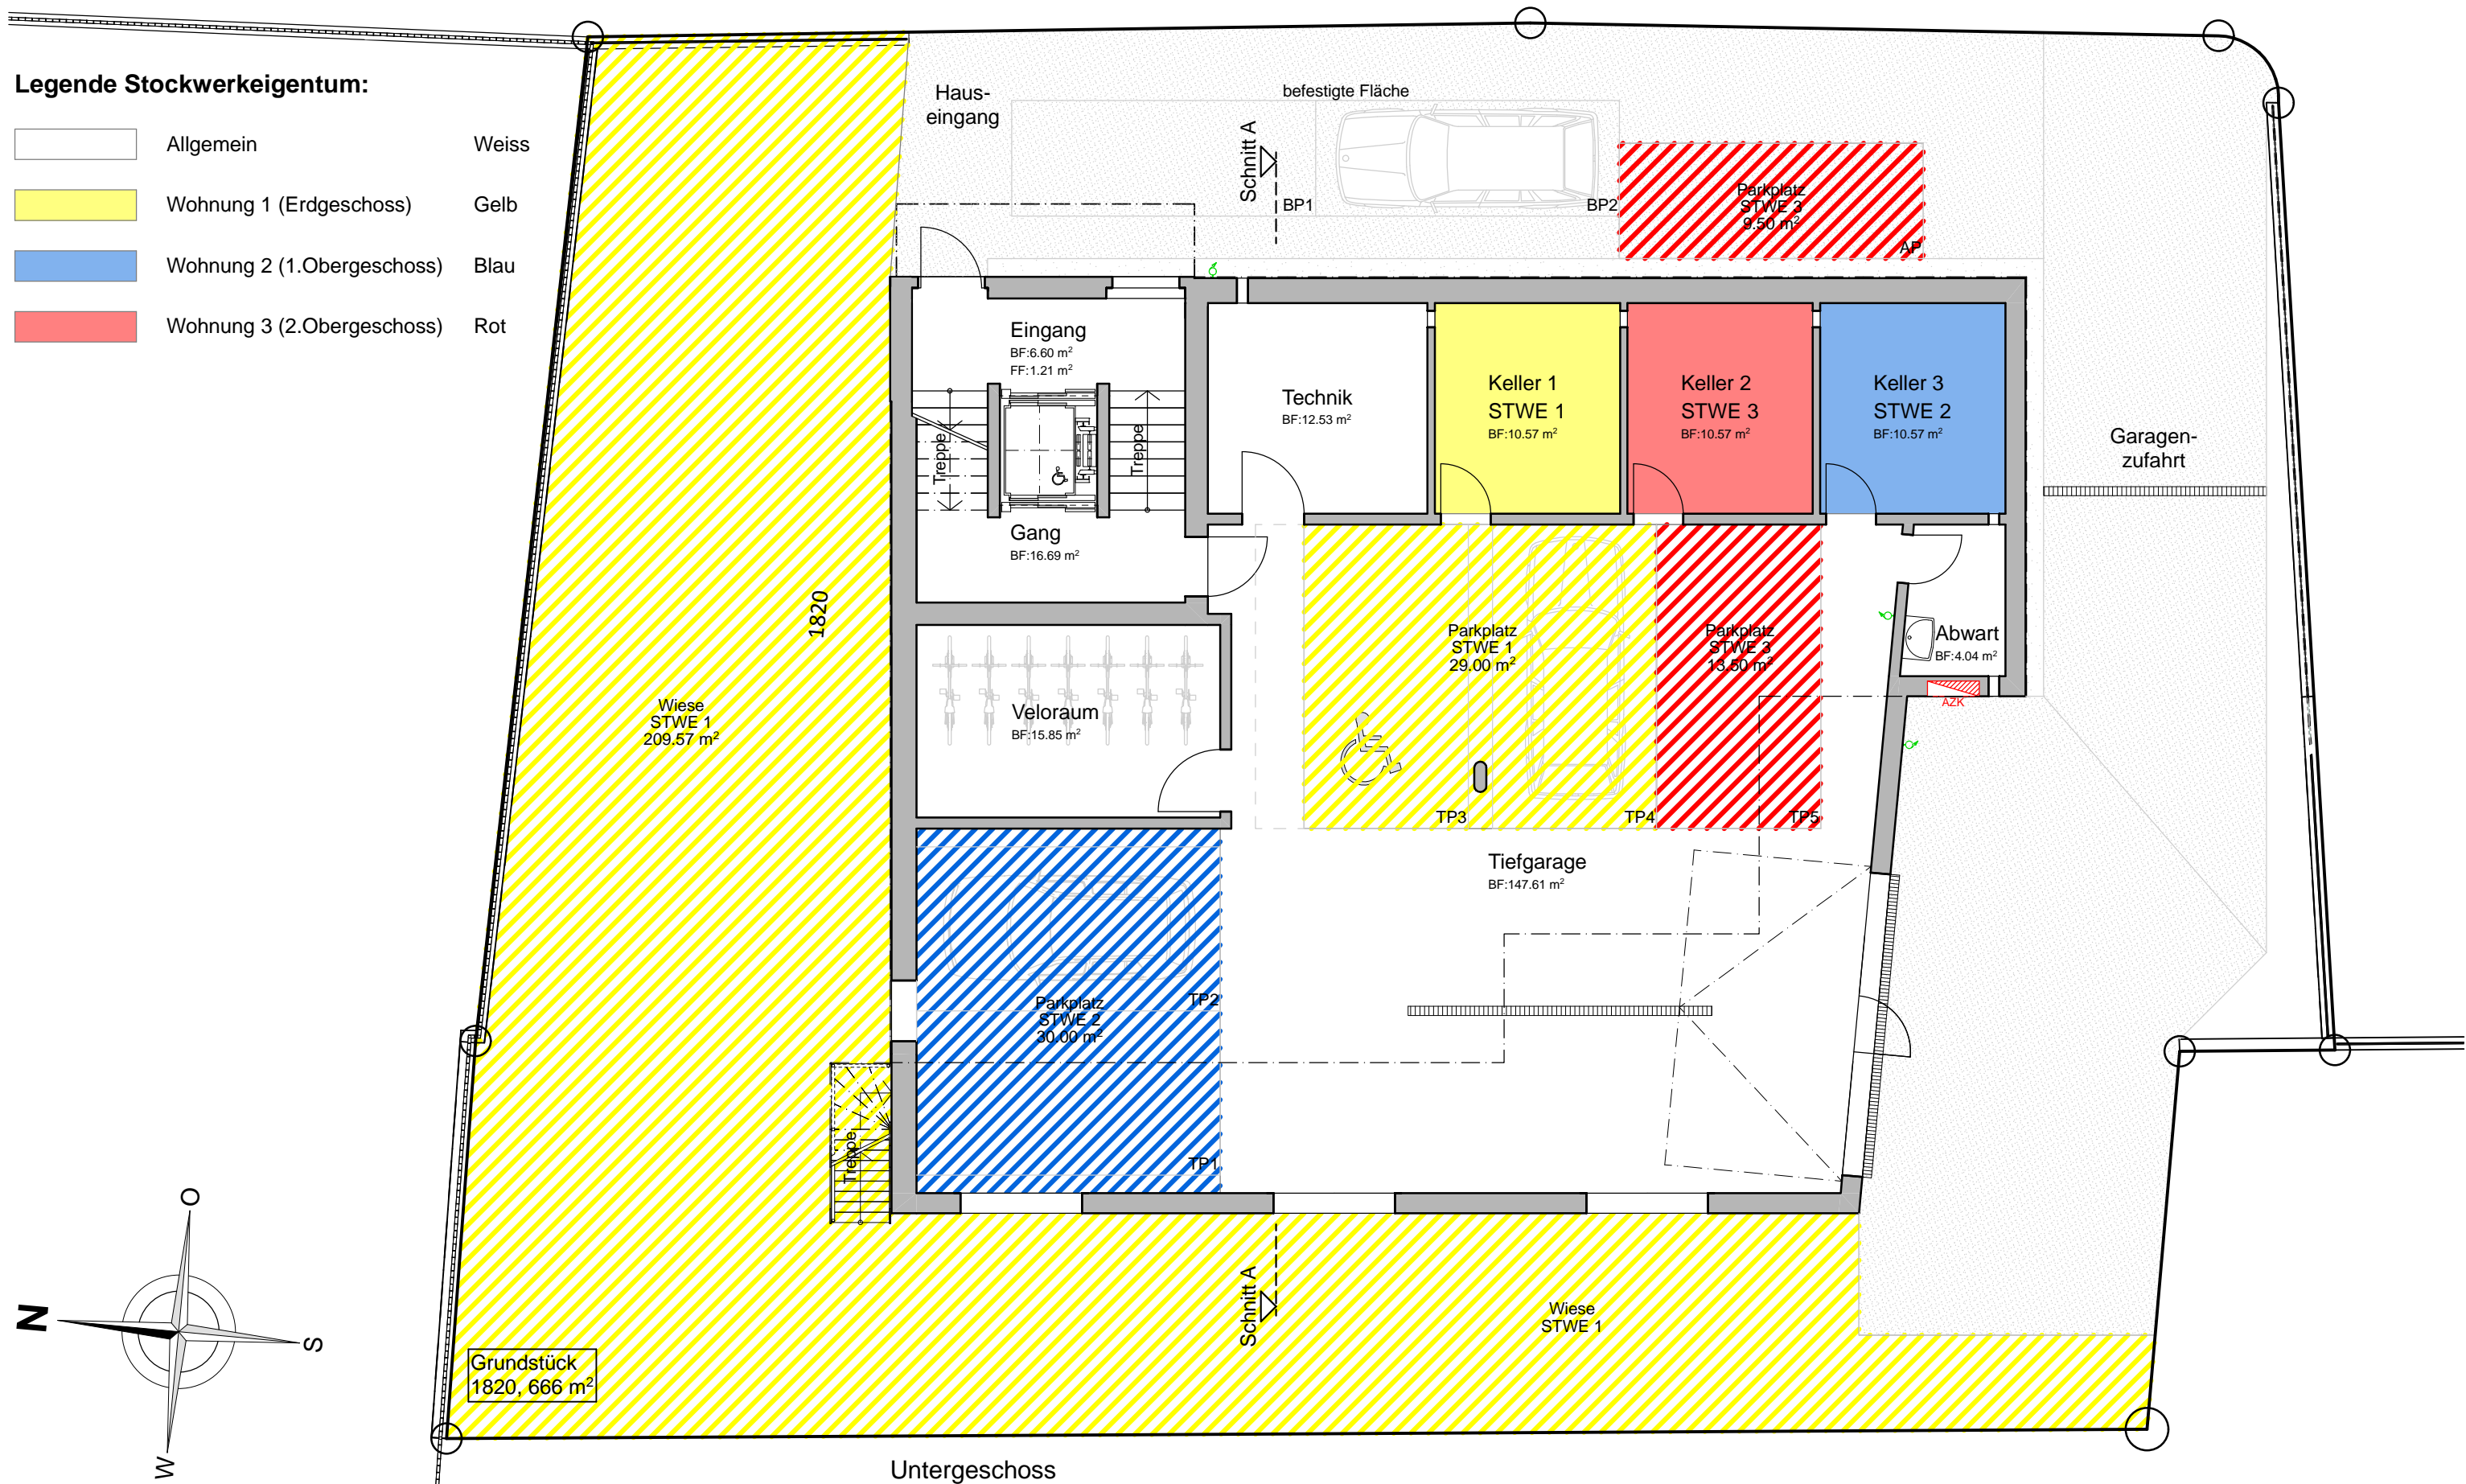 Legende Stockwerkeigentum:
Allgemein Weiss
Wohnung 1 (Erdgeschoss) Gelb
Wohnung 2 (1.Obergeschoss) Blau
Wohnung 3 (2.Obergeschoss) Rot
Haus-
eingang
befestigte Fläche
Schnitt A
BP1
BP2
Parkplatz
STWE 3
9.50 m²
AP
Eingang
BF:6.60 m²
FF:1.21 m²
Treppe
Treppe
Gang
BF:16.69 m²
Technik
BF:12.53 m²
Keller 1
STWE 1
BF:10.57 m²
Keller 2
STWE 3
BF:10.57 m²
Keller 3
STWE 2
BF:10.57 m²
Garagen-
zufahrt
1820
Wiese
STWE 1
209.57 m²
Veloraum
BF:15.85 m²
Parkplatz
STWE 1
29.00 m²
TP3
TP4
Parkplatz
STWE 3
13.50 m²
TP5
Abwart
BF:4.04 m²
AZK
Tiefgarage
BF:147.61 m²
Parkplatz
STWE 2
30.00 m²
TP2
TP1
Treppe
Schnitt A
Wiese
STWE 1
O
N
S
W
Grundstück
1820, 666 m²
Untergeschoss